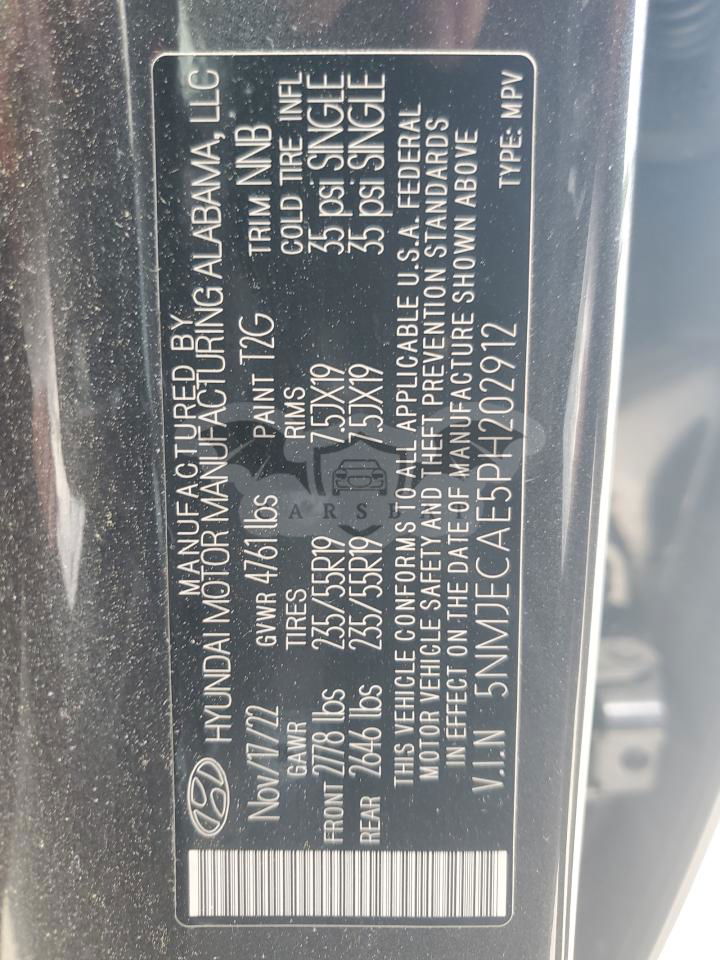 MANUFACTURED BY
HYUNDAI MOTOR MANUFACTURING ALABAMA, LLC
Nov/17/22 GVWR 4761 lbs PAINT T2G TRIM NNB
GAWR TIRES RIMS COLD TIRE INFL
FRONT 2778 lbs 235/55R19 7.5JX19 35 psi SINGLE
REAR 2646 lbs 235/55R19 7.5JX19 35 psi SINGLE
THIS VEHICLE CONFORMS TO ALL APPLICABLE U.S.A. FEDERAL
MOTOR VEHICLE SAFETY AND THEFT PREVENTION STANDARDS
IN EFFECT ON THE DATE OF MANUFACTURE SHOWN ABOVE
V.I.N 5NMJECAE5PH202912
TYPE: MPV